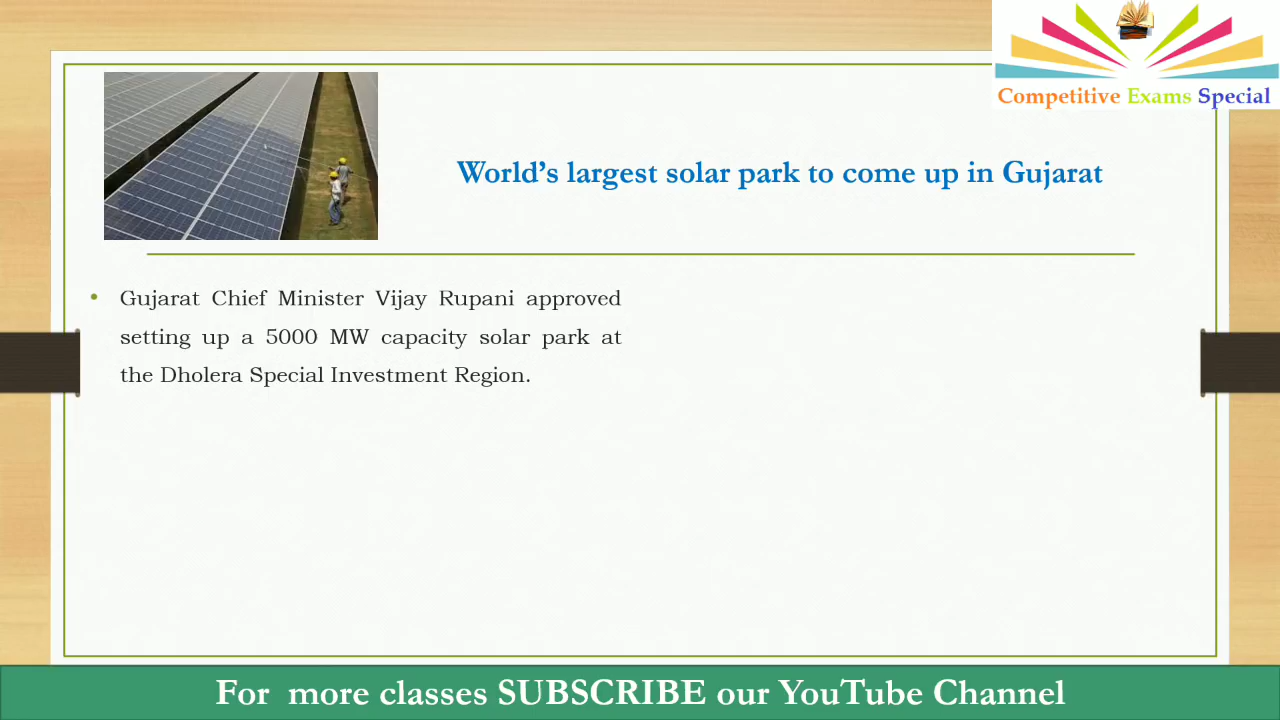 Competitive Exams Special
World’s largest solar park to come up in Gujarat
• Gujarat Chief Minister Vijay Rupani approved
setting up a 5000 MW capacity solar park at
the Dholera Special Investment Region.
For more classes SUBSCRIBE our YouTube Channel